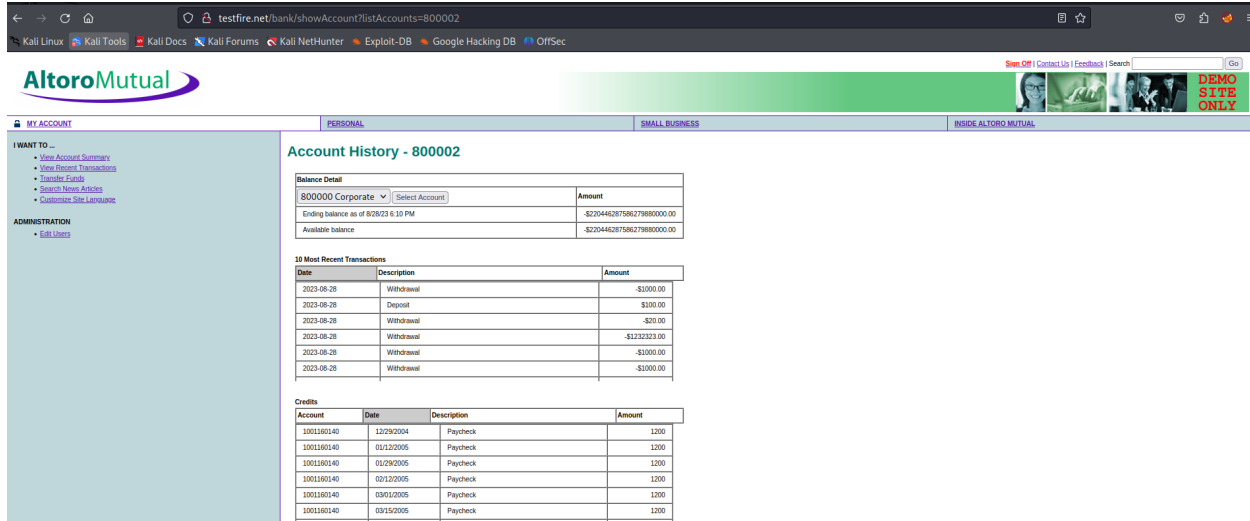 testfire.net/bank/showAccount?listAccounts=800002
Kali Linux Kali Tools Kali Docs Kali Forums Kali NetHunter Exploit-DB Google Hacking DB OffSec
Sign Off | Contact Us | Feedback | Search Go
AltoroMutual
DEMO
SITE
ONLY
MY ACCOUNT PERSONAL SMALL BUSINESS INSIDE ALTORO MUTUAL
I WANT TO ...
• View Account Summary
• View Recent Transactions
• Transfer Funds
• Search News Articles
• Customize Site Language
ADMINISTRATION
• Edit Users
Account History - 800002
Balance Detail
800000 Corporate Select Account Amount
Ending balance as of 8/28/23 6:10 PM -$220446287586279880000.00
Available balance -$220446287586279880000.00
10 Most Recent Transactions
Date Description Amount
2023-08-28 Withdrawal -$1000.00
2023-08-28 Deposit $100.00
2023-08-28 Withdrawal -$20.00
2023-08-28 Withdrawal -$1232323.00
2023-08-28 Withdrawal -$1000.00
2023-08-28 Withdrawal -$1000.00
Credits
Account Date Description Amount
1001160140 12/29/2004 Paycheck 1200
1001160140 01/12/2005 Paycheck 1200
1001160140 01/29/2005 Paycheck 1200
1001160140 02/12/2005 Paycheck 1200
1001160140 03/01/2005 Paycheck 1200
1001160140 03/15/2005 Paycheck 1200